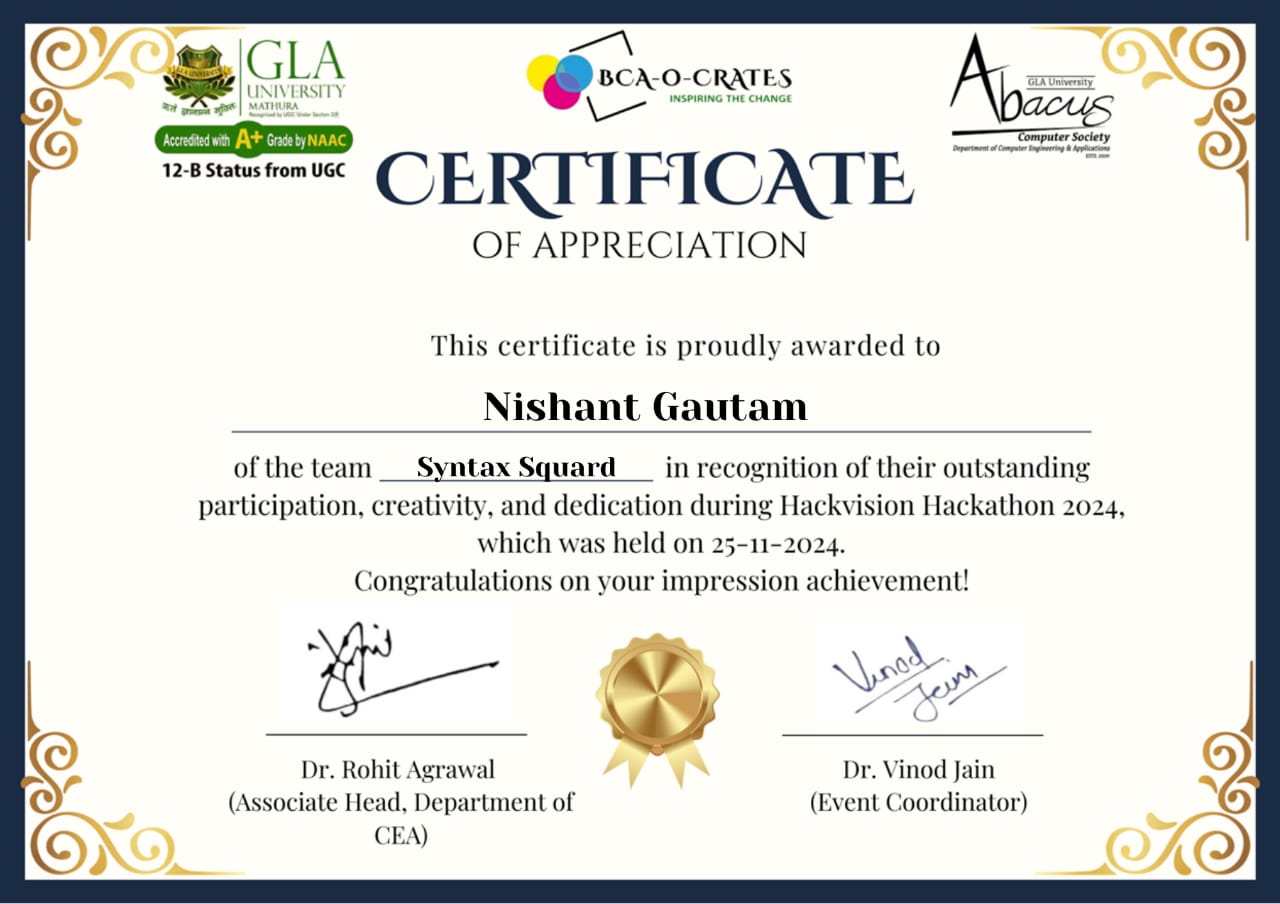 GLA
UNIVERSITY
MATHURA
Recognised by UGC Under Section 2(f)
Accredited with A+ Grade by NAAC
12-B Status from UGC
BCA-O-CRATES
INSPIRING THE CHANGE
GLA University
Abacus
Computer Society
Department of Computer Engineering & Applications
CERTIFICATE
OF APPRECIATION
This certificate is proudly awarded to
Nishant Gautam
of the team Syntax Squard in recognition of their outstanding
participation, creativity, and dedication during Hackvision Hackathon 2024,
which was held on 25-11-2024.
Congratulations on your impression achievement!
Vinod
Jain
Dr. Rohit Agrawal
(Associate Head, Department of
CEA)
Dr. Vinod Jain
(Event Coordinator)